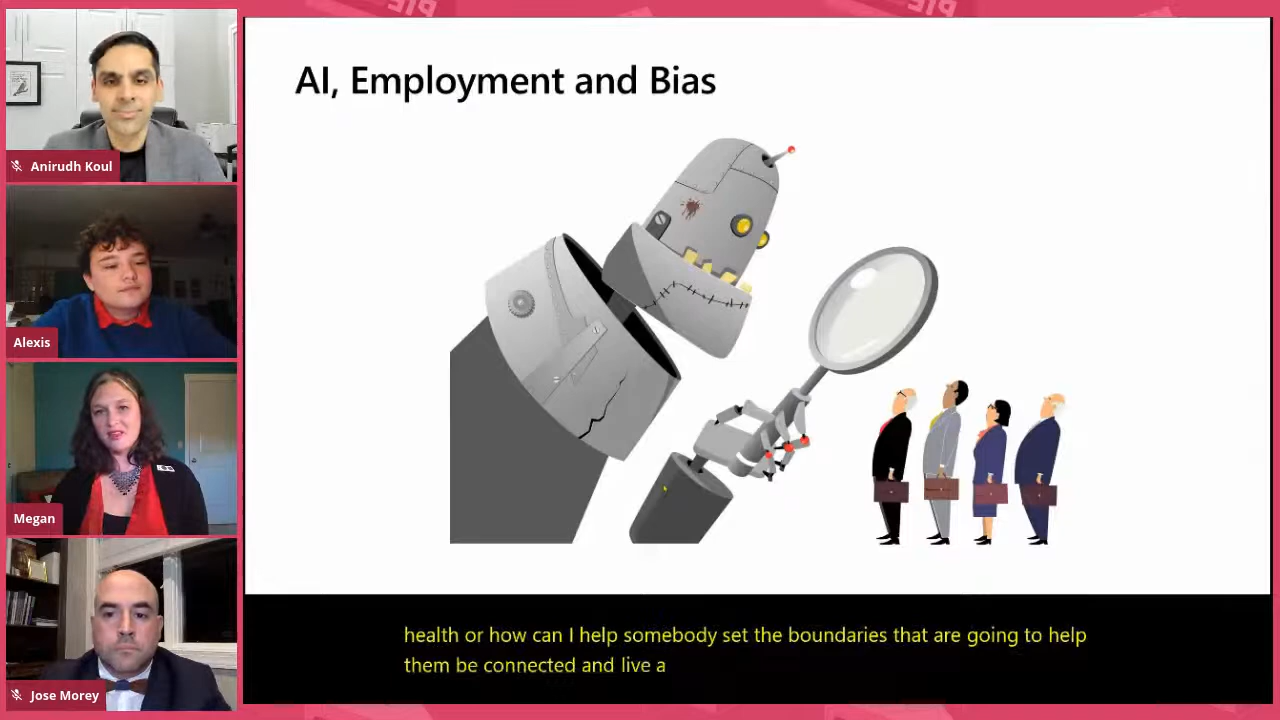 AI, Employment and Bias
Anirudh Koul
Alexis
Megan
Jose Morey
health or how can I help somebody set the boundaries that are going to help
them be connected and live a